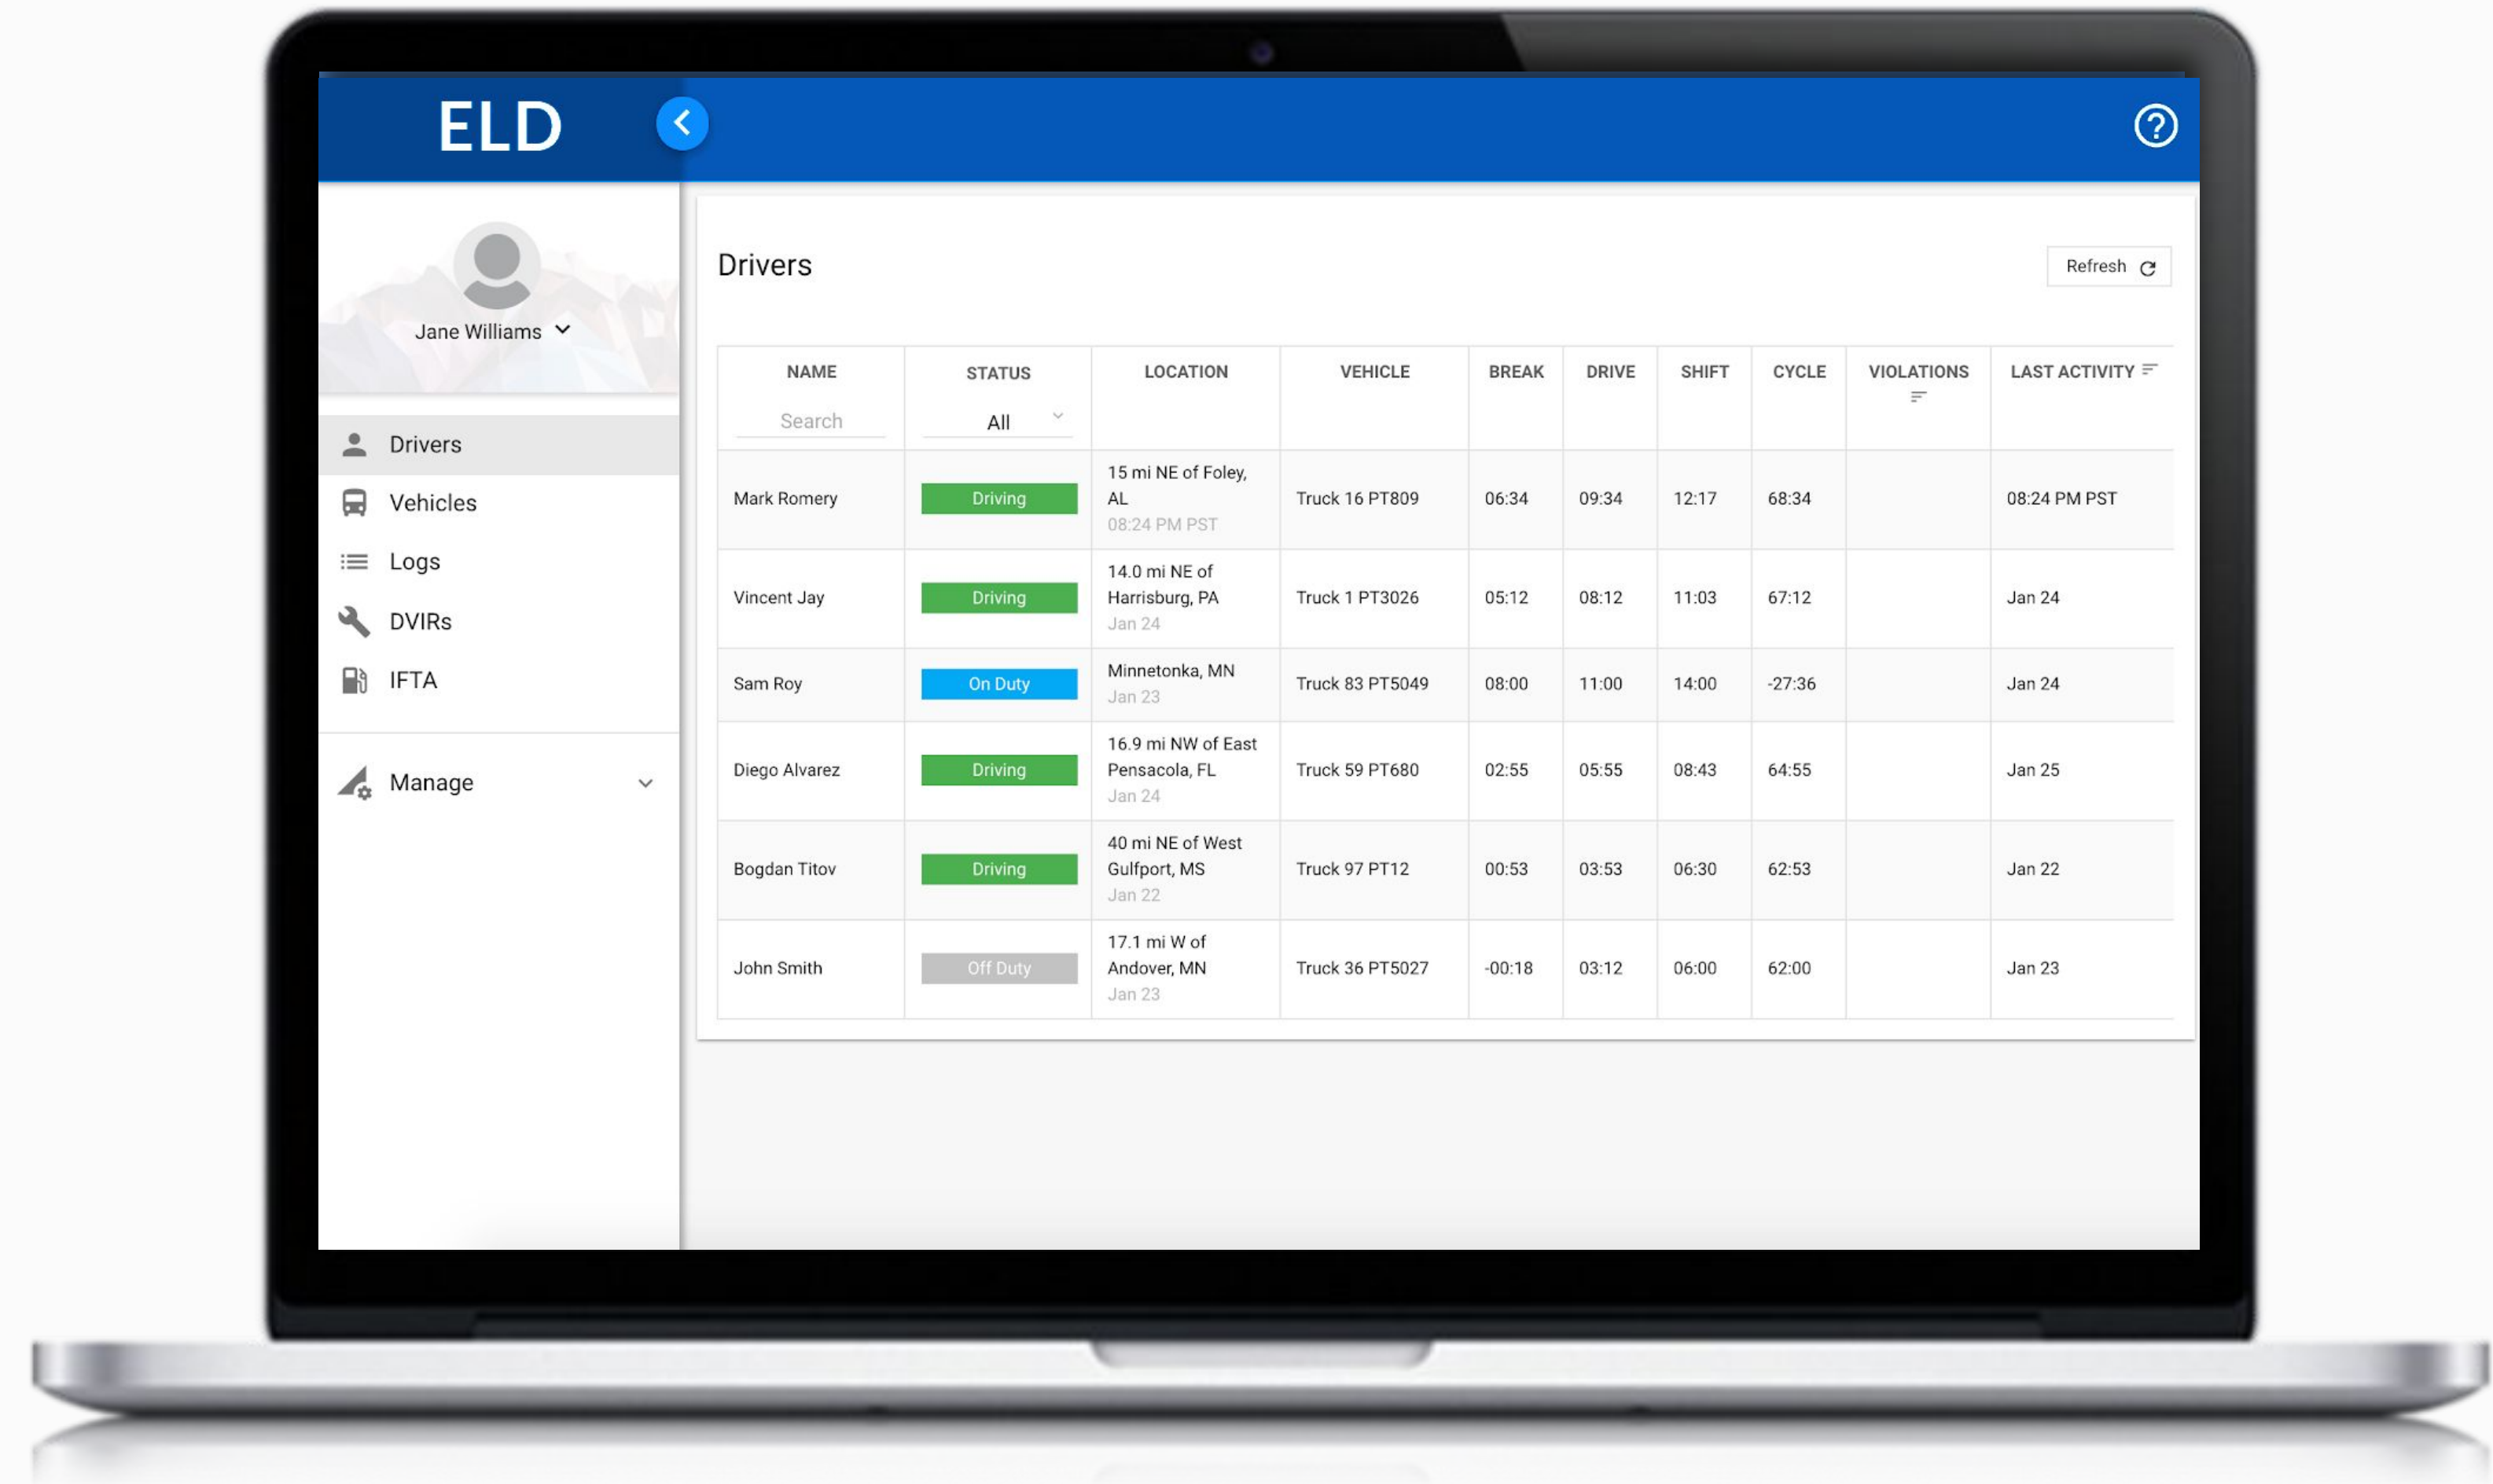 ELD
Jane Williams
Drivers
Vehicles
Logs
DVIRs
IFTA
Manage
Drivers
Refresh
NAME STATUS LOCATION VEHICLE BREAK DRIVE SHIFT CYCLE VIOLATIONS LAST ACTIVITY
Search All
Mark Romery Driving 15 mi NE of Foley, Truck 16 PT809 06:34 09:34 12:17 68:34 08:24 PM PST
AL
08:24 PM PST
Vincent Jay Driving 14.0 mi NE of Truck 1 PT3026 05:12 08:12 11:03 67:12 Jan 24
Harrisburg, PA
Jan 24
Sam Roy On Duty Minnetonka, MN Truck 83 PT5049 08:00 11:00 14:00 -27:36 Jan 24
Jan 23
Diego Alvarez Driving 16.9 mi NW of East Truck 59 PT680 02:55 05:55 08:43 64:55 Jan 25
Pensacola, FL
Jan 24
Bogdan Titov Driving 40 mi NE of West Truck 97 PT12 00:53 03:53 06:30 62:53 Jan 22
Gulfport, MS
Jan 22
John Smith Off Duty 17.1 mi W of Truck 36 PT5027 -00:18 03:12 06:00 62:00 Jan 23
Andover, MN
Jan 23